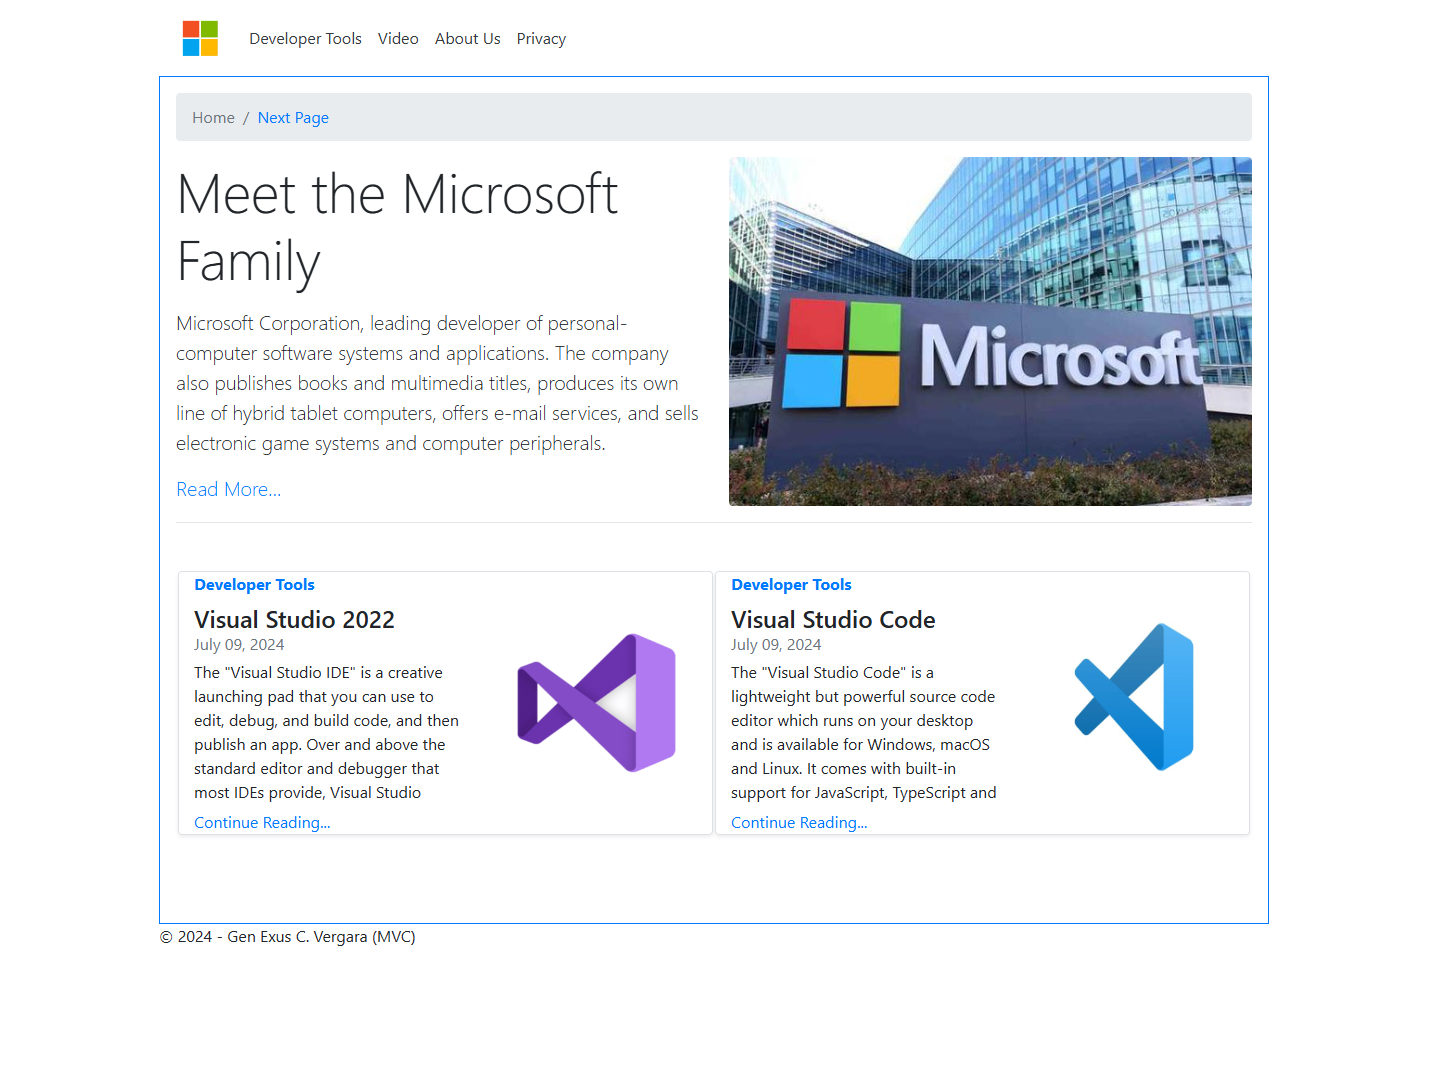 Developer Tools Video About Us Privacy
Home / Next Page
Meet the Microsoft
Family
Microsoft Corporation, leading developer of personal-
computer software systems and applications. The company
also publishes books and multimedia titles, produces its own
line of hybrid tablet computers, offers e-mail services, and sells
electronic game systems and computer peripherals.
Read More...
Microsoft
Developer Tools
Visual Studio 2022
July 09, 2024
The "Visual Studio IDE" is a creative
launching pad that you can use to
edit, debug, and build code, and then
publish an app. Over and above the
standard editor and debugger that
most IDEs provide, Visual Studio
Continue Reading...
Developer Tools
Visual Studio Code
July 09, 2024
The "Visual Studio Code" is a
lightweight but powerful source code
editor which runs on your desktop
and is available for Windows, macOS
and Linux. It comes with built-in
support for JavaScript, TypeScript and
Continue Reading...
© 2024 - Gen Exus C. Vergara (MVC)